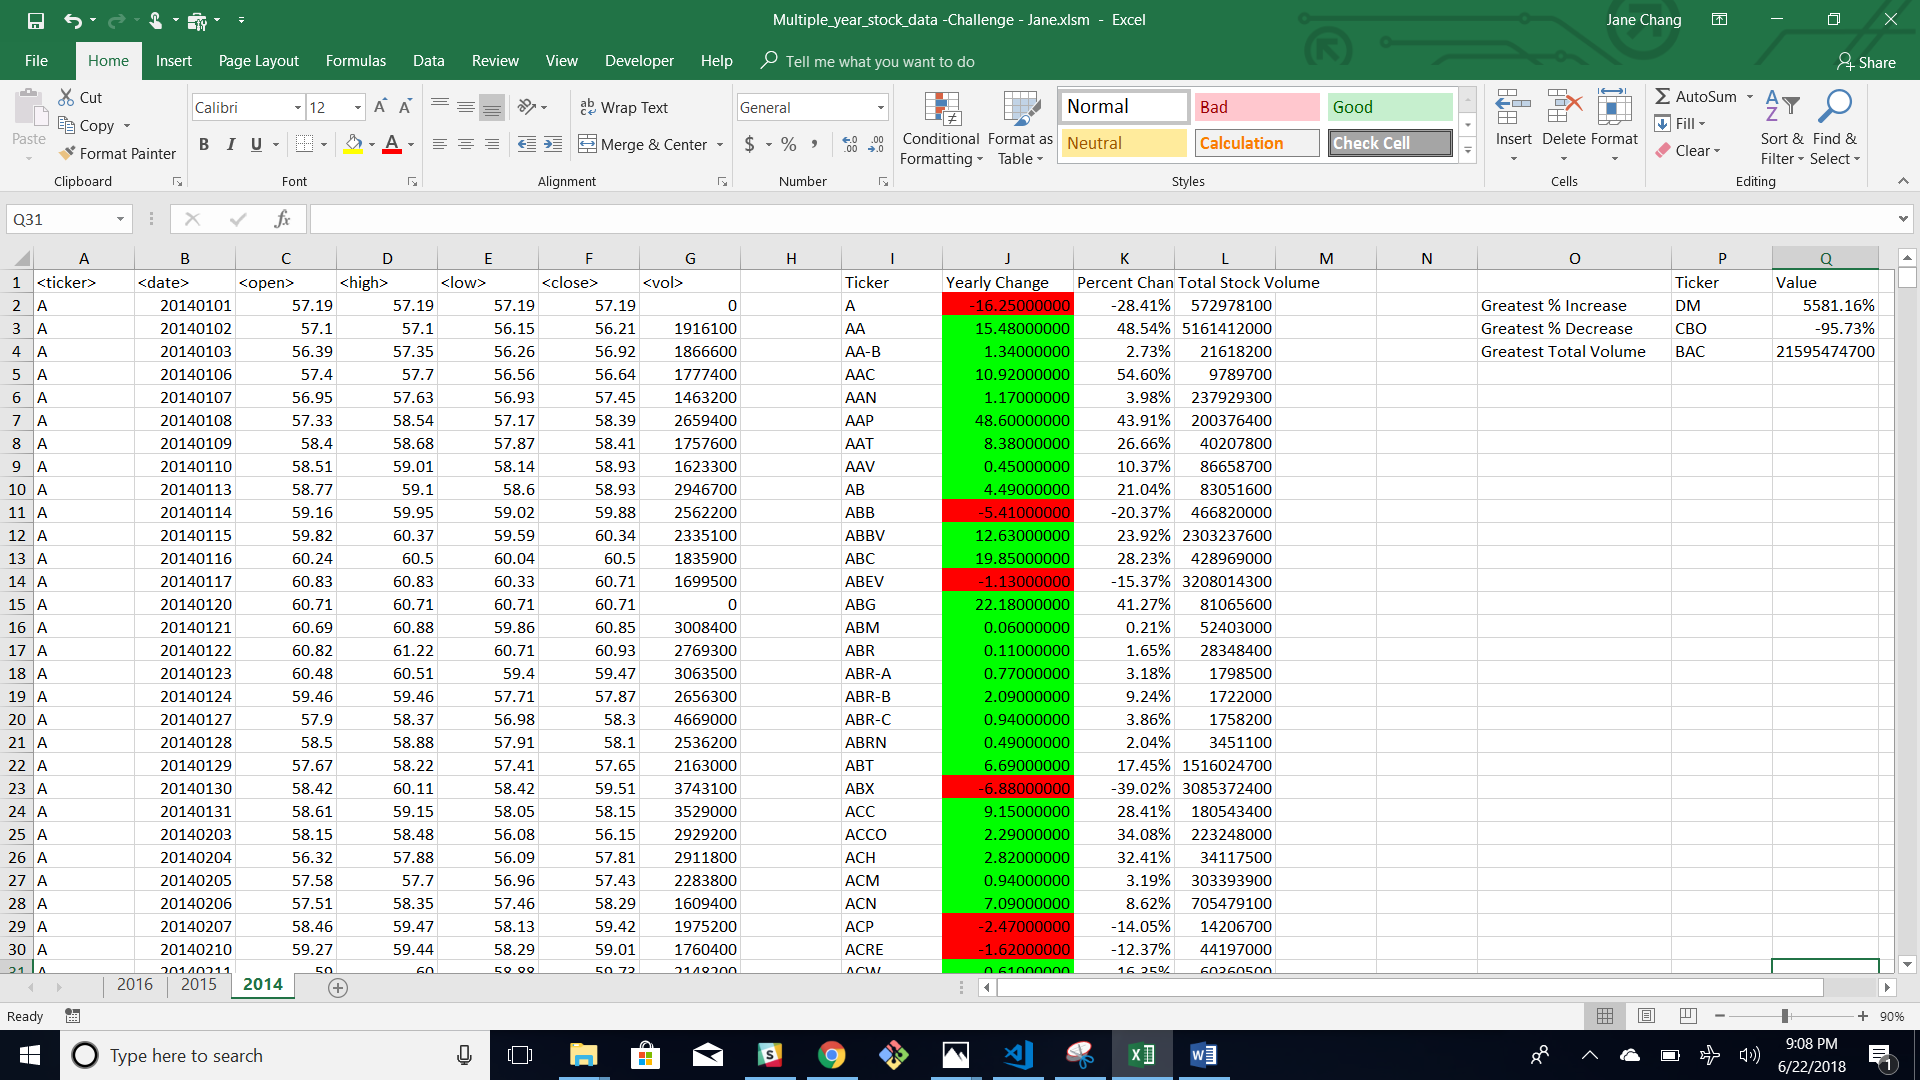 Multiple_year_stock_data -Challenge - Jane.xlsm - Excel
Jane Chang
File Home Insert Page Layout Formulas Data Review View Developer Help Tell me what you want to do Share
Paste Cut Copy Format Painter Clipboard
Calibri 12 B I U A A A Font
Wrap Text Merge & Center Alignment
General $ % , Number
Conditional Formatting Format as Table
Normal Bad Good
Neutral Calculation Check Cell
Styles
Insert Delete Format Cells
AutoSum Fill Clear Sort & Filter Find & Select Editing
Q31 fx
A B C D E F G H I J K L M N O P Q
1 <ticker> <date> <open> <high> <low> <close> <vol> Ticker Yearly Change Percent Chan Total Stock Volume Ticker Value
2 A 20140101 57.19 57.19 57.19 57.19 0 A -16.25000000 -28.41% 572978100 Greatest % Increase DM 5581.16%
3 A 20140102 57.1 57.1 56.15 56.21 1916100 AA 15.48000000 48.54% 5161412000 Greatest % Decrease CBO -95.73%
4 A 20140103 56.39 57.35 56.26 56.92 1866600 AA-B 1.34000000 2.73% 21618200 Greatest Total Volume BAC 21595474700
5 A 20140106 57.4 57.7 56.56 56.64 1777400 AAC 10.92000000 54.60% 9789700
6 A 20140107 56.95 57.63 56.93 57.45 1463200 AAN 1.17000000 3.98% 237929300
7 A 20140108 57.33 58.54 57.17 58.39 2659400 AAP 48.60000000 43.91% 200376400
8 A 20140109 58.4 58.68 57.87 58.41 1757600 AAT 8.38000000 26.66% 40207800
9 A 20140110 58.51 59.01 58.14 58.93 1623300 AAV 0.45000000 10.37% 86658700
10 A 20140113 58.77 59.1 58.6 58.93 2946700 AB 4.49000000 21.04% 83051600
11 A 20140114 59.16 59.95 59.02 59.88 2562200 ABB -5.41000000 -20.37% 466820000
12 A 20140115 59.82 60.37 59.59 60.34 2335100 ABBV 12.63000000 23.92% 2303237600
13 A 20140116 60.24 60.5 60.04 60.5 1835900 ABC 19.85000000 28.23% 428969000
14 A 20140117 60.83 60.83 60.33 60.71 1699500 ABEV -1.13000000 -15.37% 3208014300
15 A 20140120 60.71 60.71 60.71 60.71 0 ABG 22.18000000 41.27% 81065600
16 A 20140121 60.69 60.88 59.86 60.85 3008400 ABM 0.06000000 0.21% 52403000
17 A 20140122 60.82 61.22 60.71 60.93 2769300 ABR 0.11000000 1.65% 28348400
18 A 20140123 60.48 60.51 59.4 59.47 3063500 ABR-A 0.77000000 3.18% 1798500
19 A 20140124 59.46 59.46 57.71 57.87 2656300 ABR-B 2.09000000 9.24% 1722000
20 A 20140127 57.9 58.37 56.98 58.3 4669000 ABR-C 0.94000000 3.86% 1758200
21 A 20140128 58.5 58.88 57.91 58.1 2536200 ABRN 0.49000000 2.04% 3451100
22 A 20140129 57.67 58.22 57.41 57.65 2163000 ABT 6.69000000 17.45% 1516024700
23 A 20140130 58.42 60.11 58.42 59.51 3743100 ABX -6.88000000 -39.02% 3085372400
24 A 20140131 58.61 59.15 58.05 58.15 3529000 ACC 9.15000000 28.41% 180543400
25 A 20140203 58.15 58.48 56.08 56.15 2929200 ACCO 2.29000000 34.08% 223248000
26 A 20140204 56.32 57.88 56.09 57.81 2911800 ACH 2.82000000 32.41% 34117500
27 A 20140205 57.58 57.7 56.96 57.43 2283800 ACM 0.94000000 3.19% 303393900
28 A 20140206 57.51 58.35 57.46 58.29 1609400 ACN 7.09000000 8.62% 705479100
29 A 20140207 58.46 59.47 58.13 59.42 1975200 ACP -2.47000000 -14.05% 14206700
30 A 20140210 59.27 59.44 58.29 59.01 1760400 ACRE -1.62000000 -12.37% 44197000
31 A 20140211 59 60 58.88 59.73 2148200 ACW 0.61000000 16.35% 60360500
2016 2015 2014
Ready 90%
Type here to search
9:08 PM
6/22/2018
1